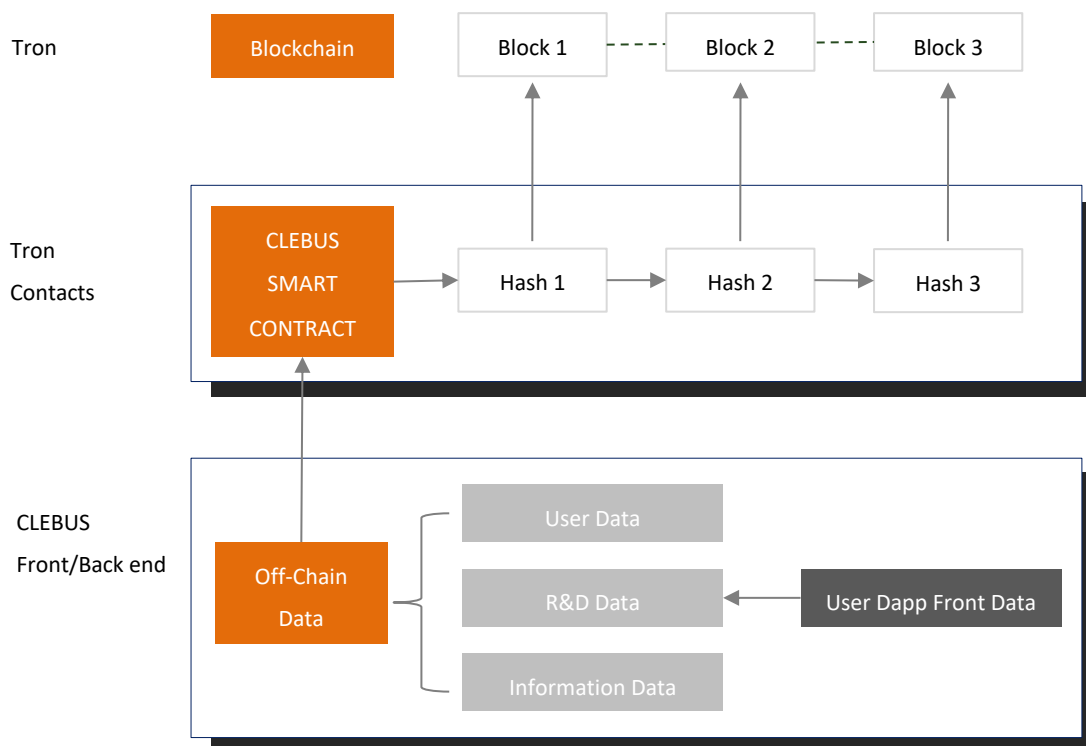 Tron
Blockchain
Block 1
Block 2
Block 3
Tron
Contacts
CLEBUS
SMART
CONTRACT
Hash 1
Hash 2
Hash 3
CLEBUS
Front/Back end
Off-Chain
Data
User Data
R&D Data
Information Data
User Dapp Front Data